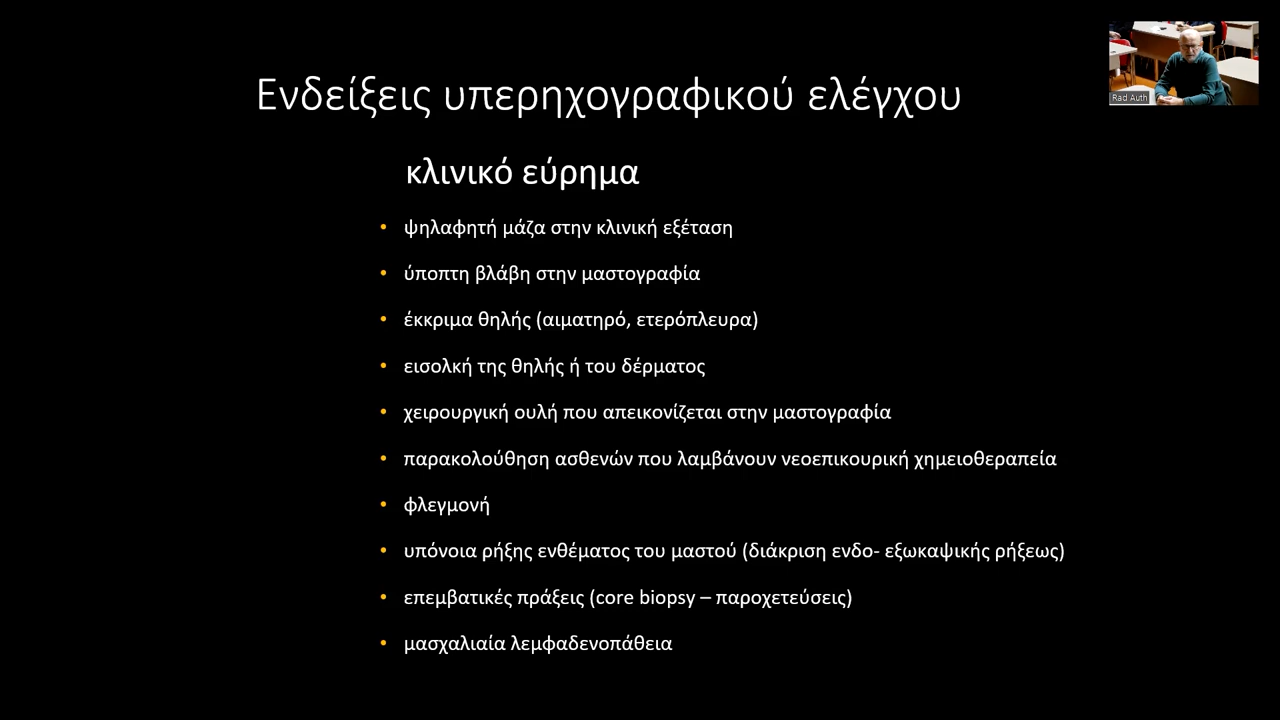 Ενδείξεις υπερηχογραφικού ελέγχου
Rad Auth
κλινικό εύρημα
• ψηλαφητή μάζα στην κλινική εξέταση
• ύποπτη βλάβη στην μαστογραφία
• έκκριμα θηλής (αιματηρό, ετερόπλευρα)
• εισολκή της θηλής ή του δέρματος
• χειρουργική ουλή που απεικονίζεται στην μαστογραφία
• παρακολούθηση ασθενών που λαμβάνουν νεοεπικουρική χημειοθεραπεία
• φλεγμονή
• υπόνοια ρήξης ενθέματος του μαστού (διάκριση ενδο- εξωκαψικής ρήξεως)
• επεμβατικές πράξεις (core biopsy – παροχετεύσεις)
• μασχαλιαία λεμφαδενοπάθεια